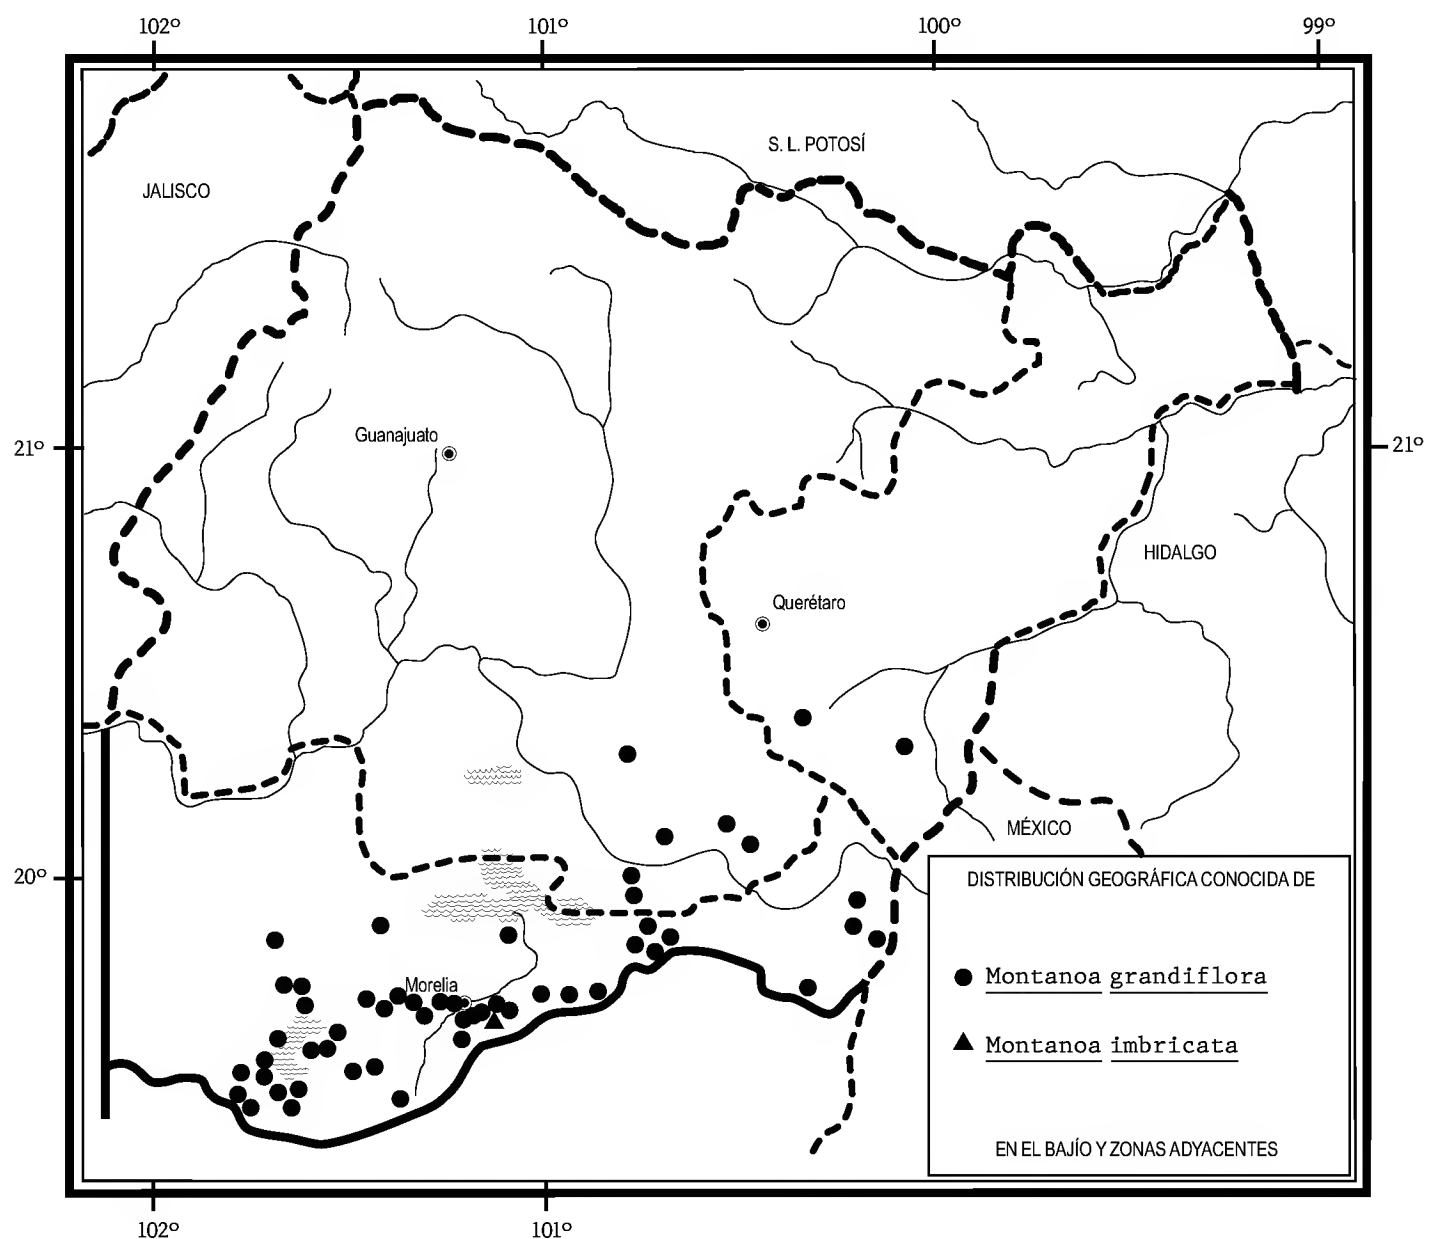 102º 101º 100º 99º
S. L. POTOSÍ
JALISCO
Guanajuato
21º 21º
HIDALGO
Querétaro
MÉXICO
20º
DISTRIBUCIÓN GEOGRÁFICA CONOCIDA DE
Montanoa grandiflora
Morelia
Montanoa imbricata
EN EL BAJÍO Y ZONAS ADYACENTES
102º 101º